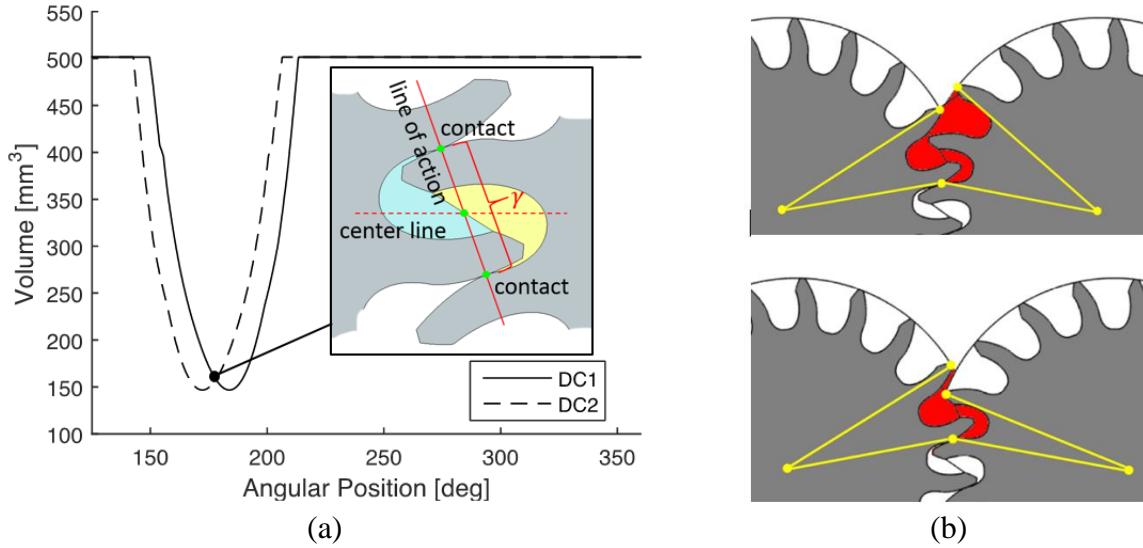 500
450
400
350
300
250
200
150
100
Volume [mm³]
150
200
250
300
350
Angular Position [deg]
line of action
contact
γ
center line
contact
DC1
DC2
(a)
(b)